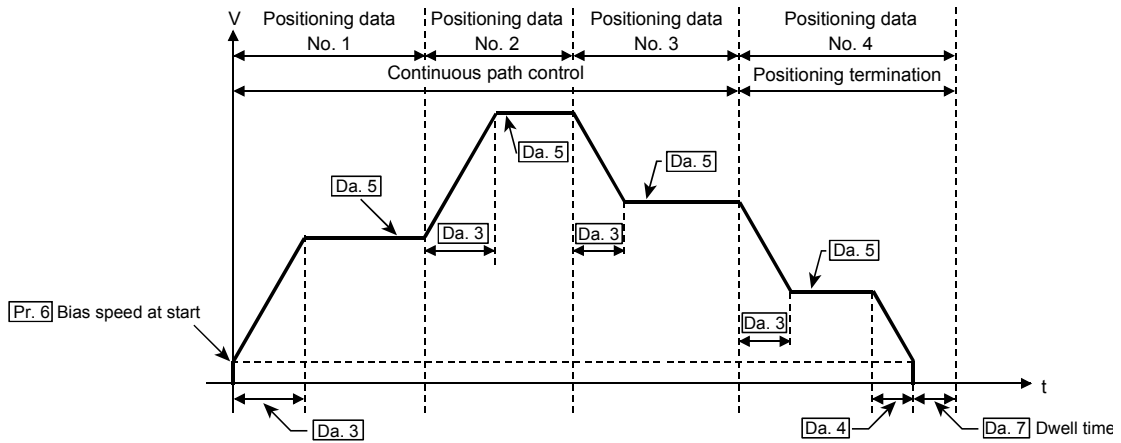 V
Positioning data
No. 1
Positioning data
No. 2
Positioning data
No. 3
Positioning data
No. 4
Continuous path control
Positioning termination
Da. 5
Da. 5
Da. 5
Da. 3
Da. 3
Da. 5
Pr. 6 Bias speed at start
Da. 3
t
Da. 3
Da. 4
Da. 7 Dwell time